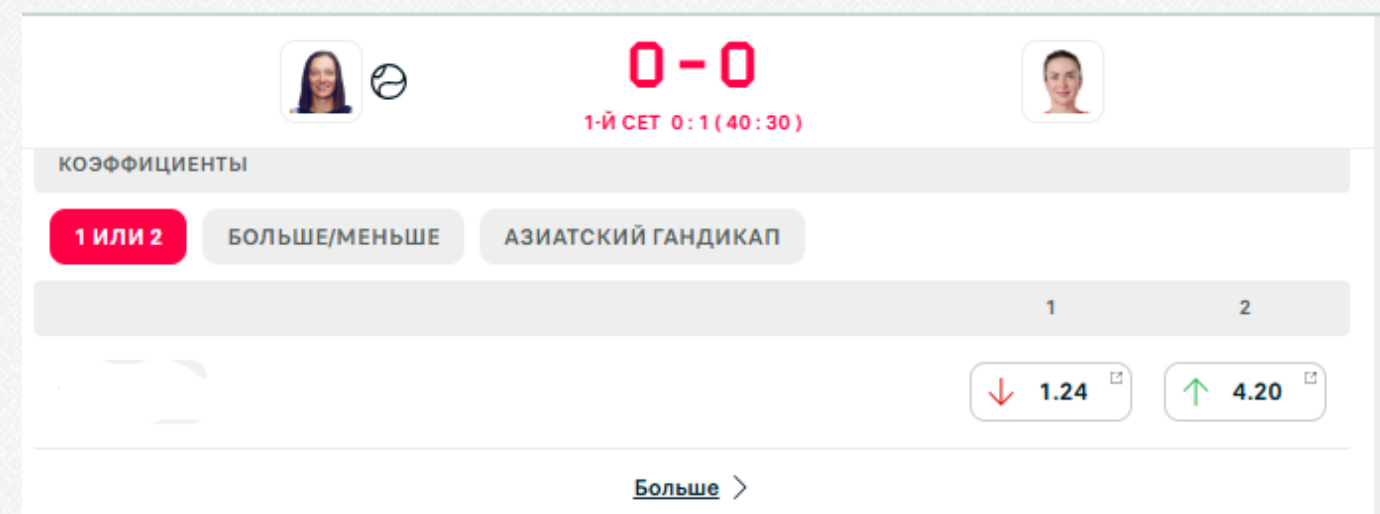 0-0
1-Й СЕТ 0:1(40:30)
КОЭФФИЦИЕНТЫ
1 ИЛИ 2 БОЛЬШЕ/МЕНЬШЕ АЗИАТСКИЙ ГАНДИКАП
1 2
1.24 4.20
Больше